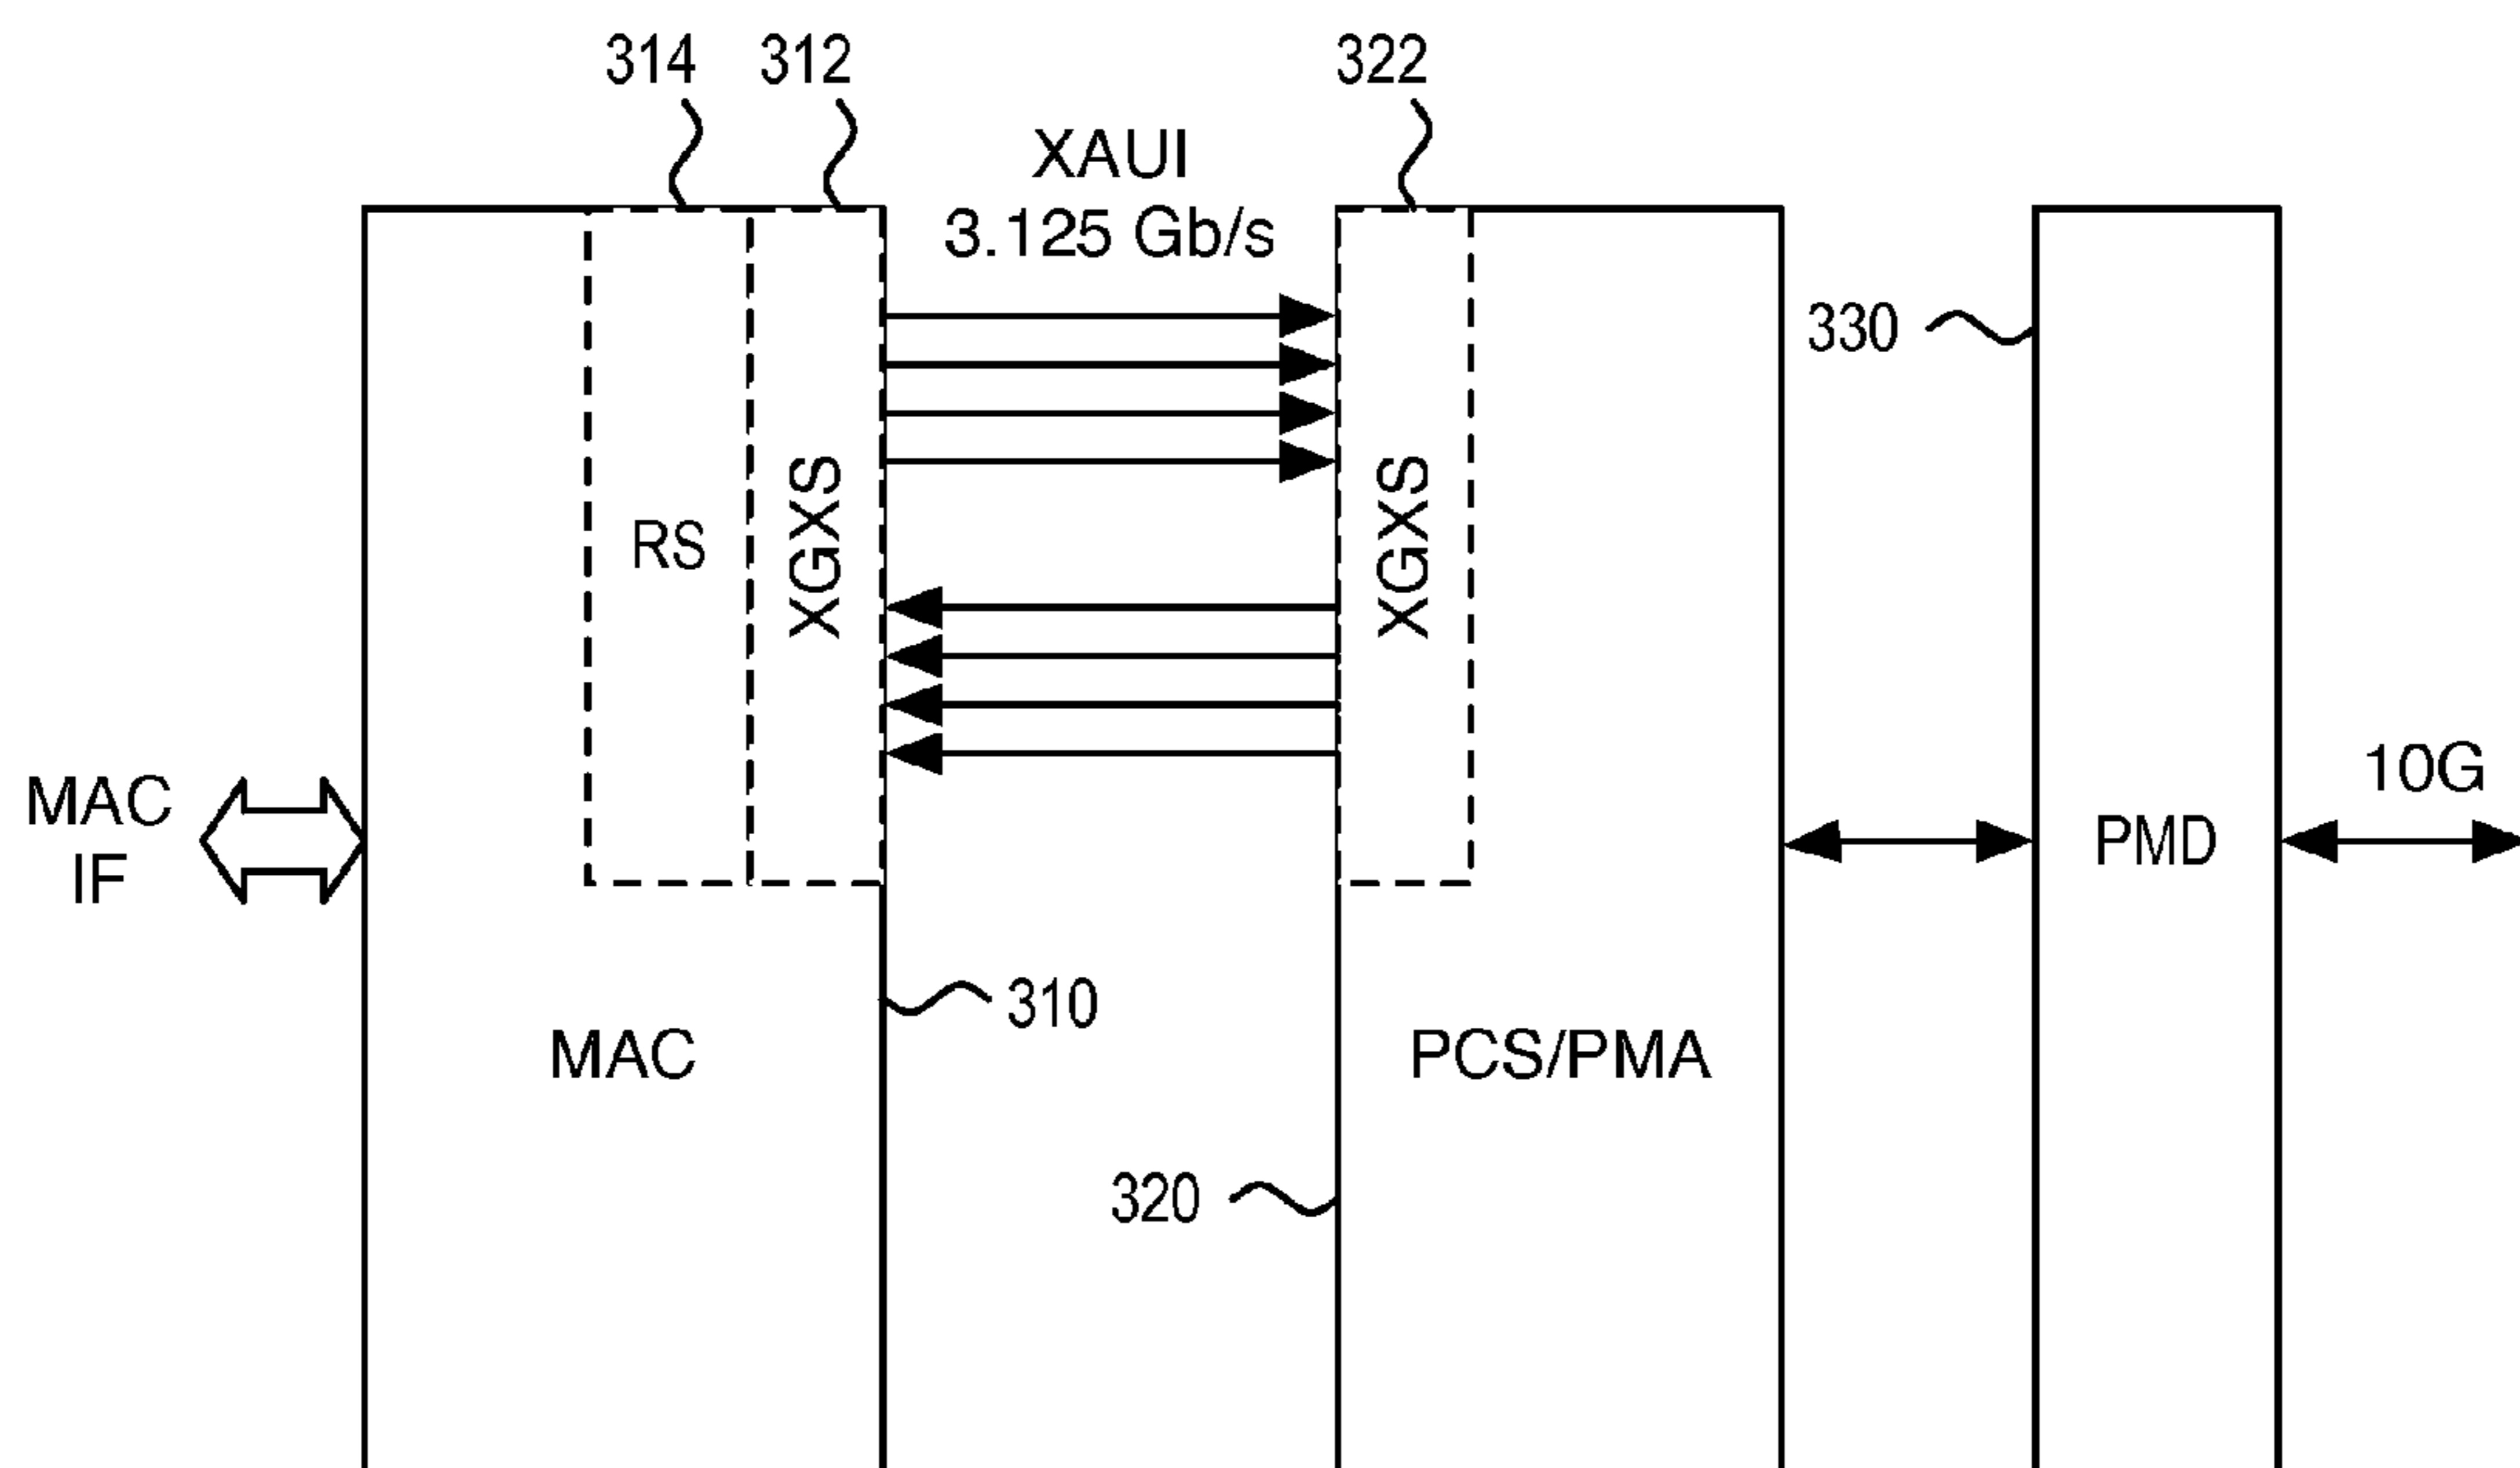 314
312
322
XAUI
3.125 Gb/s
330
RS
XGXS
XGXS
MAC
IF
10G
PMD
310
MAC
PCS/PMA
320